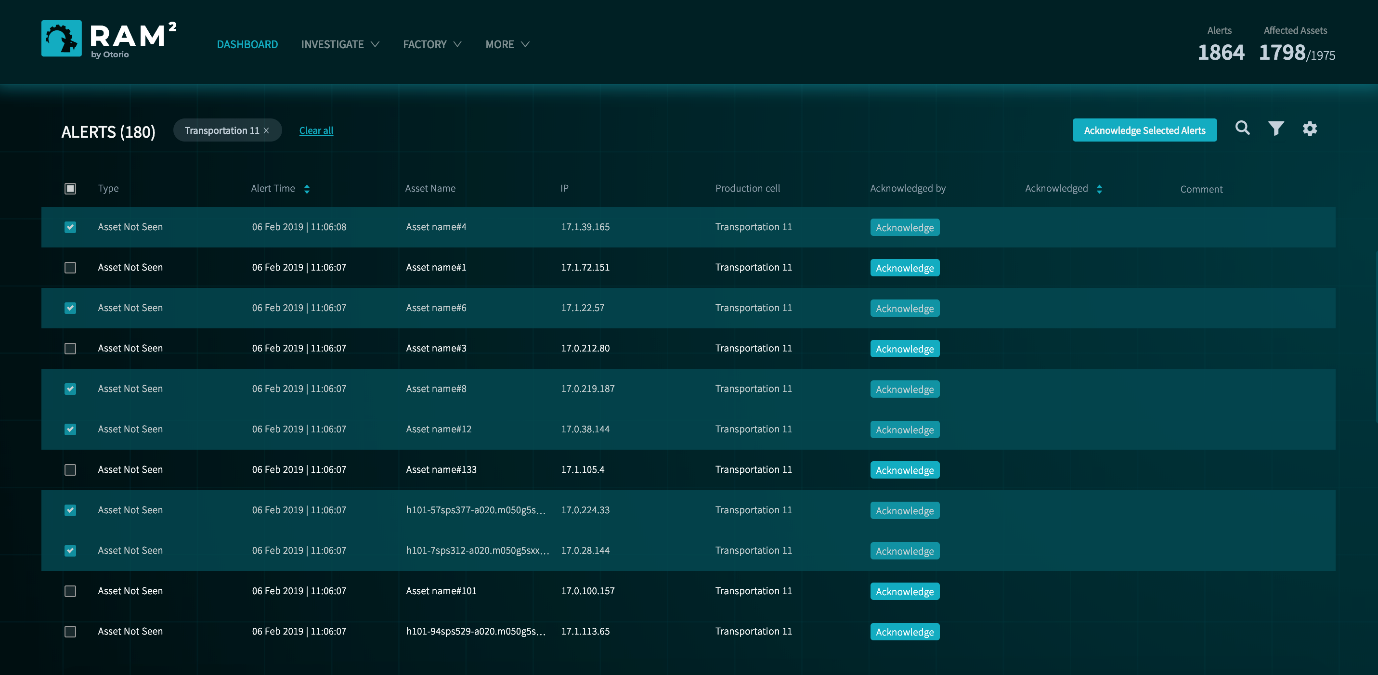 RAM²
by Otorio
DASHBOARD INVESTIGATE FACTORY MORE
Alerts
1864
Affected Assets
1798/1975
ALERTS (180) Transportation 11 × Clear all Acknowledge Selected Alerts
Type Alert Time Asset Name IP Production cell Acknowledged by Acknowledged Comment
Asset Not Seen 06 Feb 2019 | 11:06:08 Asset name#4 17.1.39.165 Transportation 11 Acknowledge
Asset Not Seen 06 Feb 2019 | 11:06:07 Asset name#1 17.1.72.151 Transportation 11 Acknowledge
Asset Not Seen 06 Feb 2019 | 11:06:07 Asset name#6 17.1.22.57 Transportation 11 Acknowledge
Asset Not Seen 06 Feb 2019 | 11:06:07 Asset name#3 17.0.212.80 Transportation 11 Acknowledge
Asset Not Seen 06 Feb 2019 | 11:06:07 Asset name#8 17.0.219.187 Transportation 11 Acknowledge
Asset Not Seen 06 Feb 2019 | 11:06:07 Asset name#12 17.0.38.144 Transportation 11 Acknowledge
Asset Not Seen 06 Feb 2019 | 11:06:07 Asset name#133 17.1.105.4 Transportation 11 Acknowledge
Asset Not Seen 06 Feb 2019 | 11:06:07 h101-57sps377-a020.m050g5s... 17.0.224.33 Transportation 11 Acknowledge
Asset Not Seen 06 Feb 2019 | 11:06:07 h101-7sps312-a020.m050g5sxx... 17.0.28.144 Transportation 11 Acknowledge
Asset Not Seen 06 Feb 2019 | 11:06:07 Asset name#101 17.0.100.157 Transportation 11 Acknowledge
Asset Not Seen 06 Feb 2019 | 11:06:07 h101-94sps529-a020.m050g5s... 17.1.113.65 Transportation 11 Acknowledge